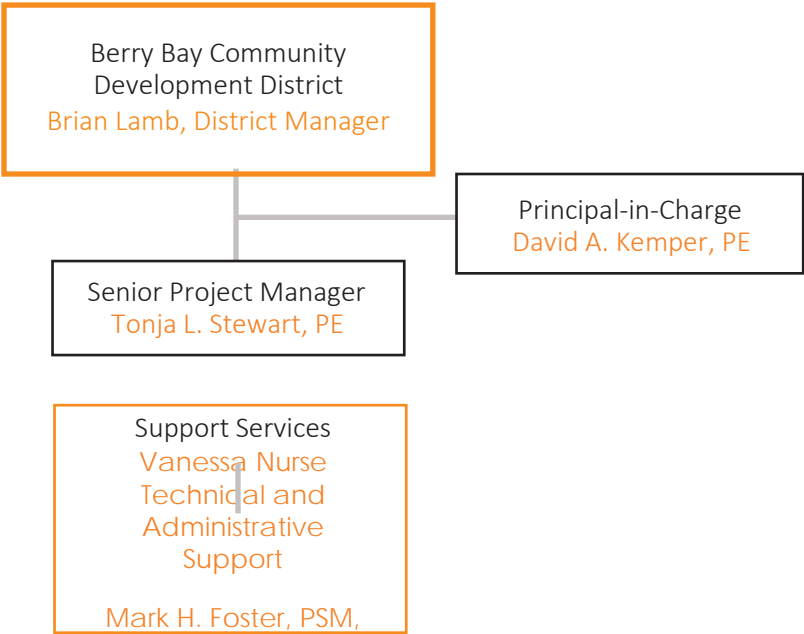 Berry Bay Community
Development District
Brian Lamb, District Manager
Principal-in-Charge
David A. Kemper, PE
Senior Project Manager
Tonja L. Stewart, PE
Support Services
Vanessa Nurse
Technical and
Administrative
Support
Mark H. Foster, PSM,